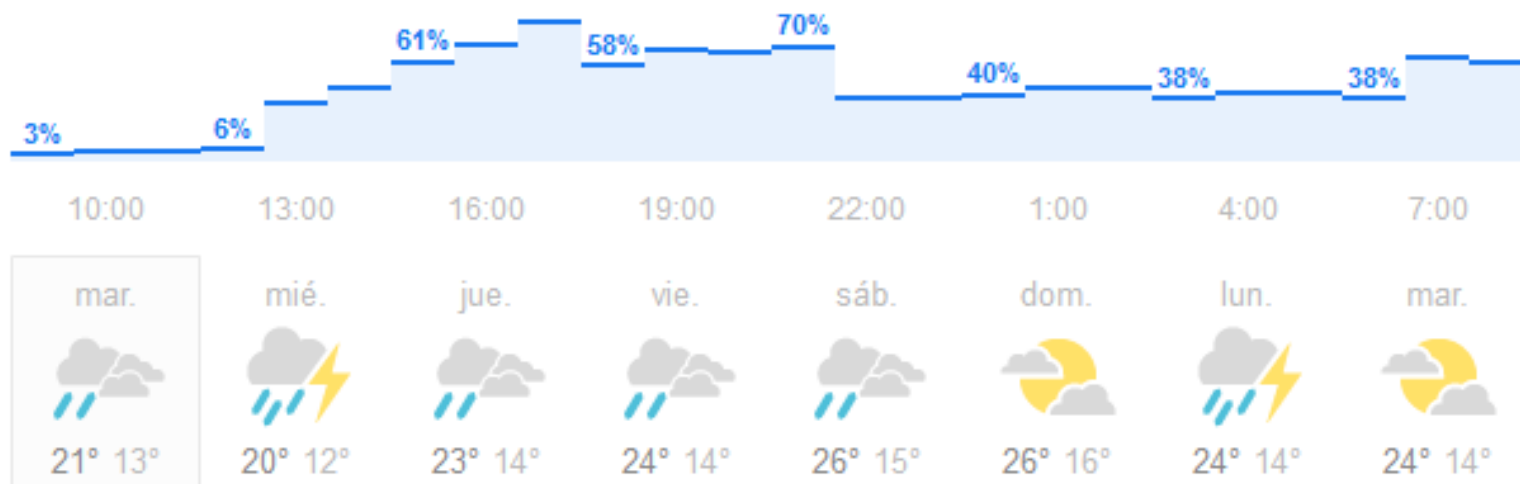 3% 6% 61% 58% 70% 40% 38% 38%
10:00 13:00 16:00 19:00 22:00 1:00 4:00 7:00
mar. mié. jue. vie. sáb. dom. lun. mar.
21° 13° 20° 12° 23° 14° 24° 14° 26° 15° 26° 16° 24° 14° 24° 14°